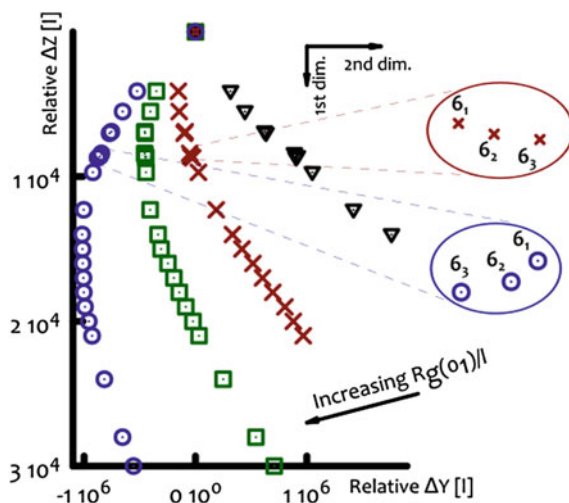 Relative ΔZ [I]
1st dim.
2nd dim.
6₁
6₂
6₃
1 10⁴
6₁
6₂
6₃
2 10⁴
Increasing Rg(01)/I
3 10⁴
Relative ΔY [I]
-1 10⁶
0 10⁰
1 10⁶